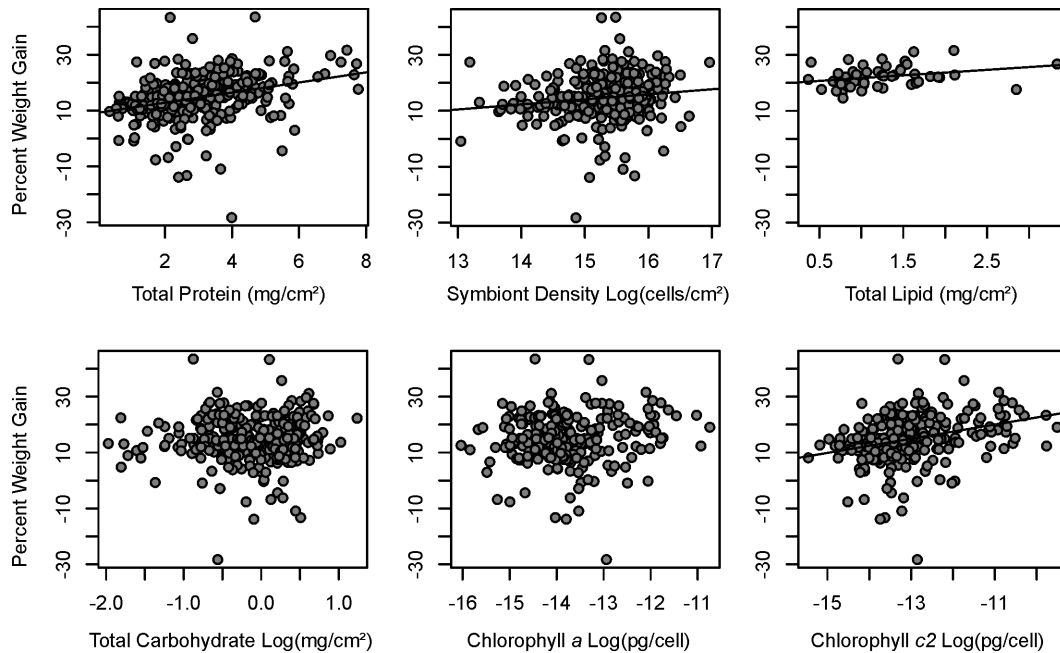 Percent Weight Gain
30
10
-10
-30
2 4 6 8
Total Protein (mg/cm²)
30
10
-10
-30
13 14 15 16 17
Symbiont Density Log(cells/cm²)
30
10
-10
-30
0.5 1.5 2.5
Total Lipid (mg/cm²)
Percent Weight Gain
30
10
-10
-30
-2.0 -1.0 0.0 1.0
Total Carbohydrate Log(mg/cm²)
30
10
-10
-30
-16 -15 -14 -13 -12 -11
Chlorophyll a Log(pg/cell)
30
10
-10
-30
-15 -13 -11
Chlorophyll c2 Log(pg/cell)